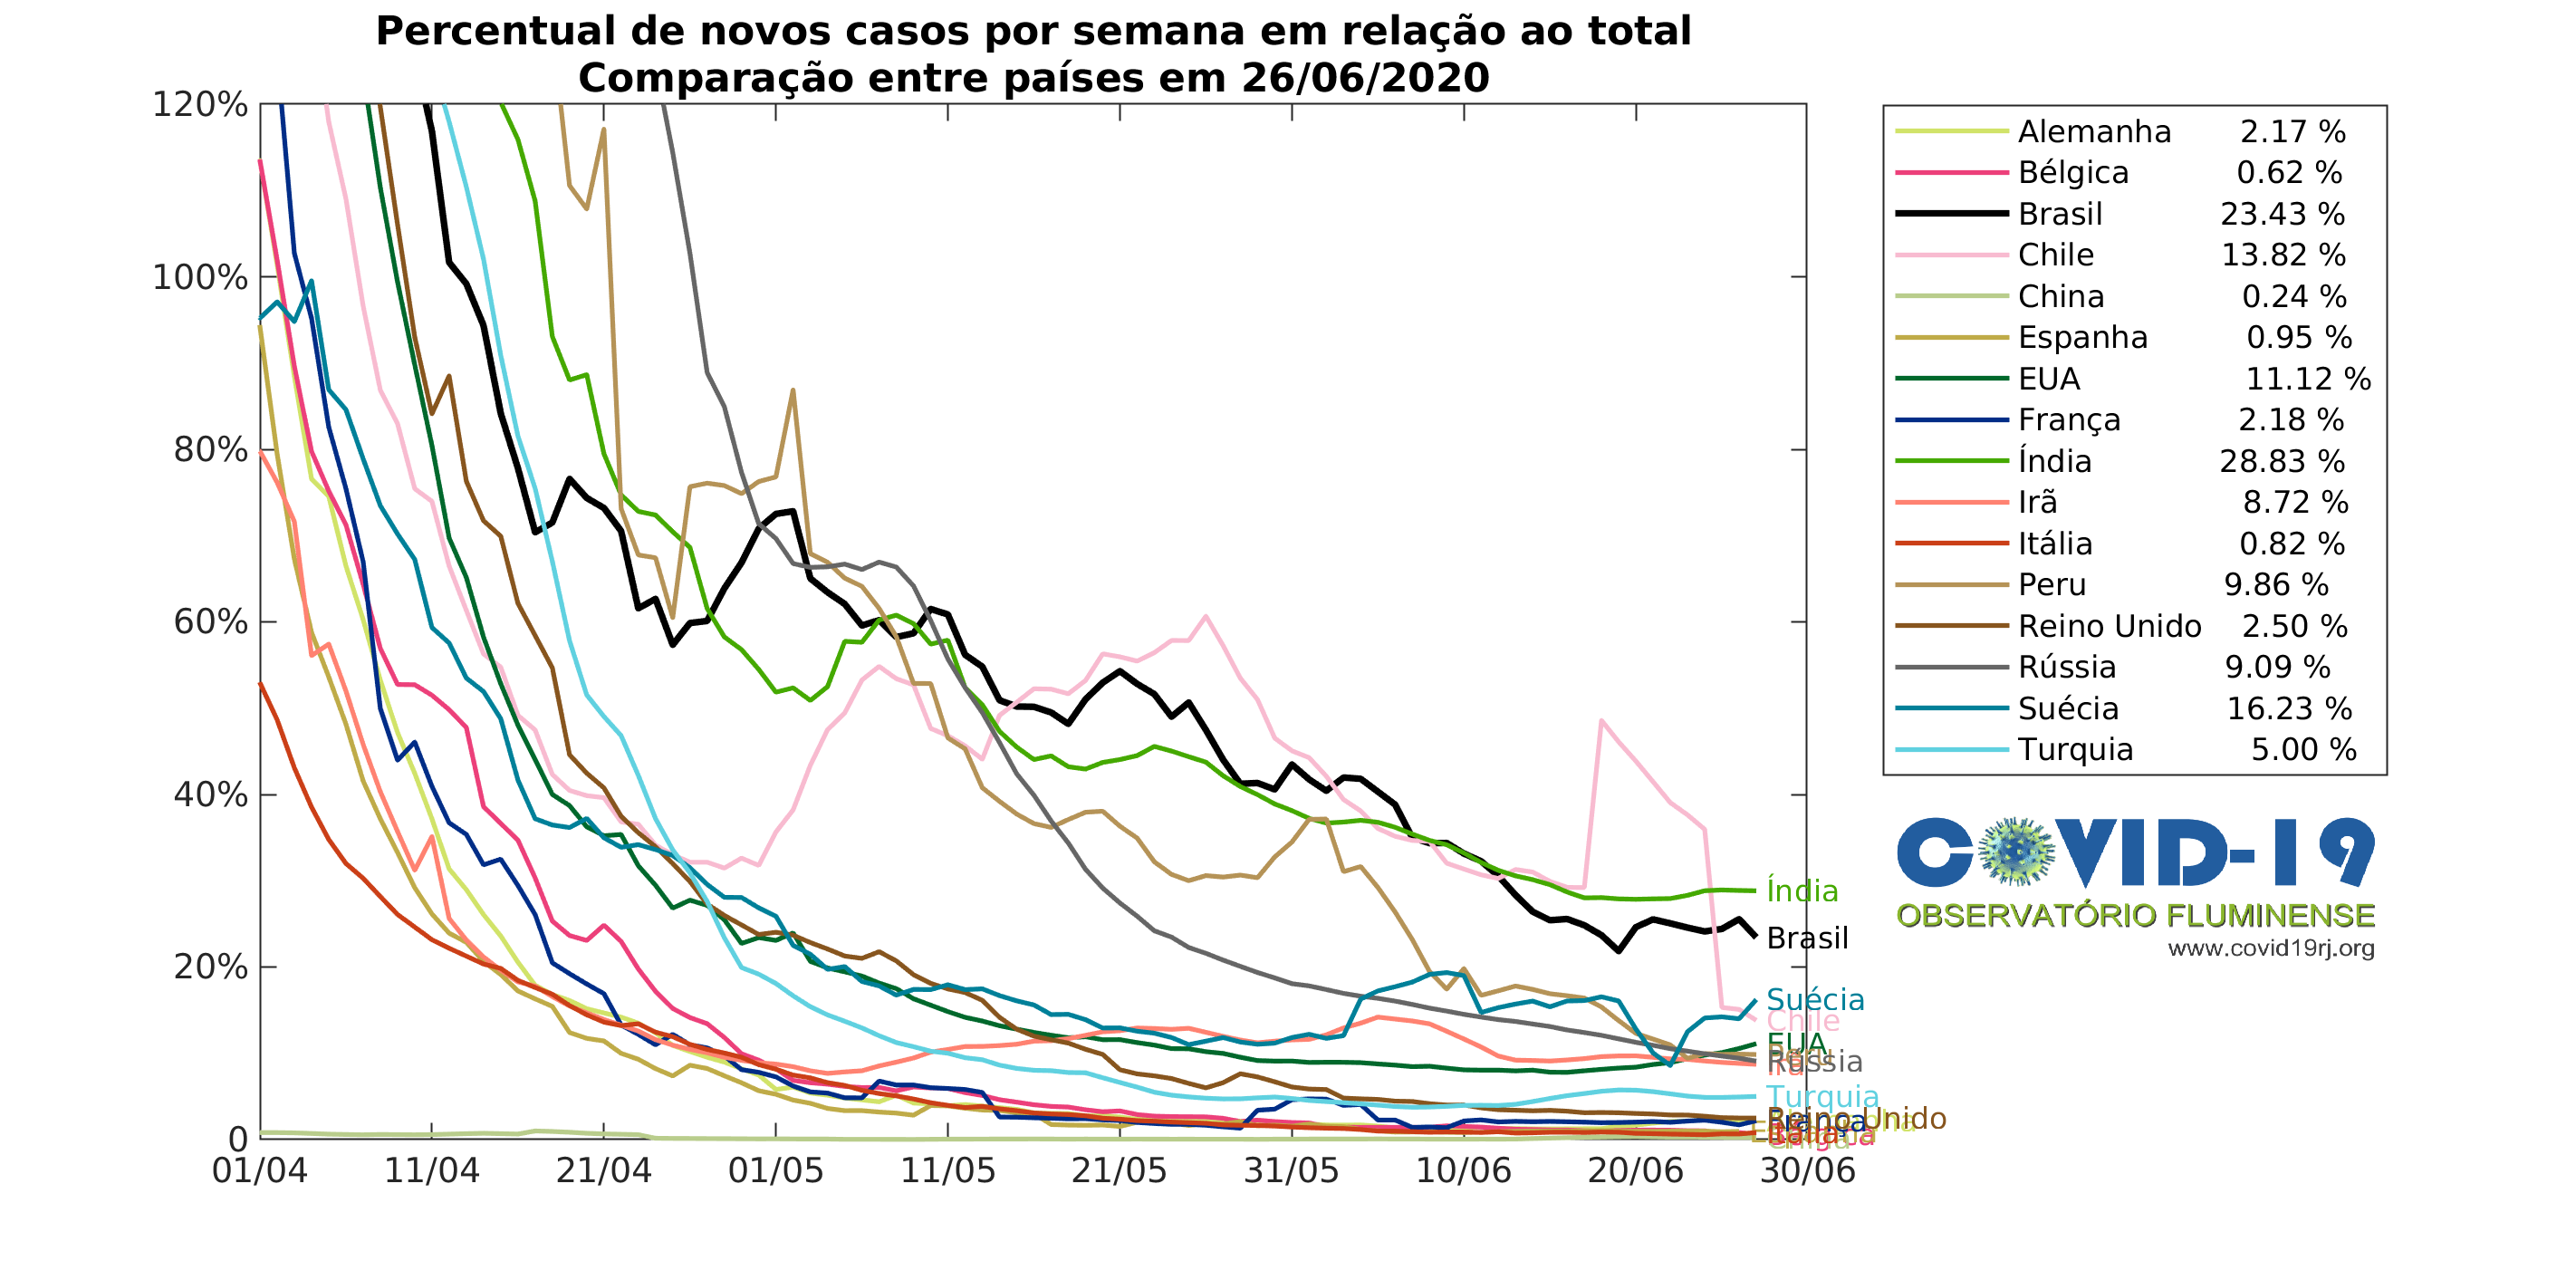 Percentual de novos casos por semana em relação ao total
Comparação entre países em 26/06/2020
120%
100%
80%
60%
40%
20%
0
01/04 11/04 21/04 01/05 11/05 21/05 31/05 10/06 20/06 30/06
Índia
Brasil
Suécia
Chile
EUA
Peru
Rússia
Irã
Turquia
Reino Unido
França
Alemanha 2.17 %
Bélgica 0.62 %
Brasil 23.43 %
Chile 13.82 %
China 0.24 %
Espanha 0.95 %
EUA 11.12 %
França 2.18 %
Índia 28.83 %
Irã 8.72 %
Itália 0.82 %
Peru 9.86 %
Reino Unido 2.50 %
Rússia 9.09 %
Suécia 16.23 %
Turquia 5.00 %
COVID-19
OBSERVATÓRIO FLUMINENSE
www.covid19rj.org